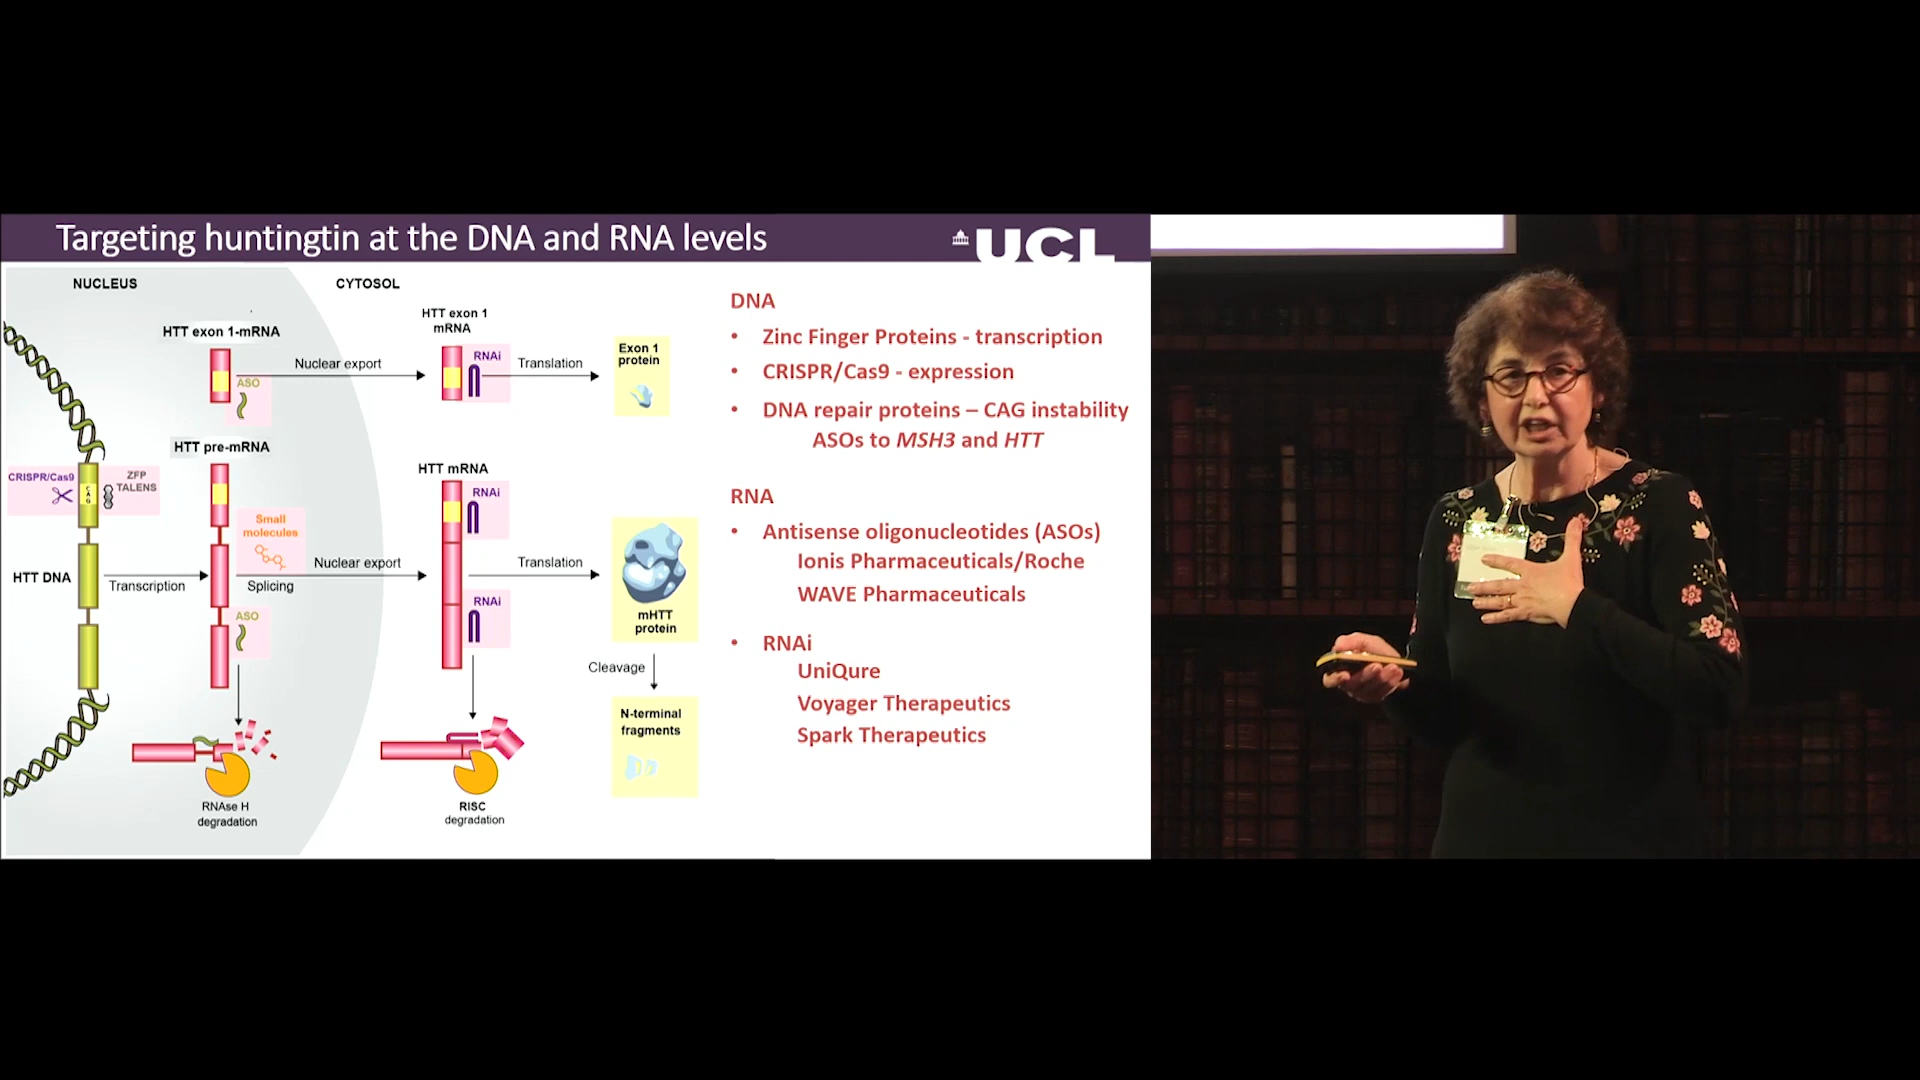 Targeting huntingtin at the DNA and RNA levels
UCL
NUCLEUS
CYTOSOL
HTT exon 1-mRNA
ASO
Nuclear export
HTT exon 1
mRNA
RNAi
Translation
Exon 1
protein
HTT pre-mRNA
CRISPR/Cas9
CAG
ZFP
TALENS
HTT DNA
Transcription
Small
molecules
Splicing
ASO
Nuclear export
HTT mRNA
RNAi
RNAi
Translation
mHTT
protein
Cleavage
N-terminal
fragments
RNAse H
degradation
RISC
degradation
DNA
• Zinc Finger Proteins - transcription
• CRISPR/Cas9 - expression
• DNA repair proteins – CAG instability
ASOs to MSH3 and HTT
RNA
• Antisense oligonucleotides (ASOs)
Ionis Pharmaceuticals/Roche
WAVE Pharmaceuticals
• RNAi
UniQure
Voyager Therapeutics
Spark Therapeutics